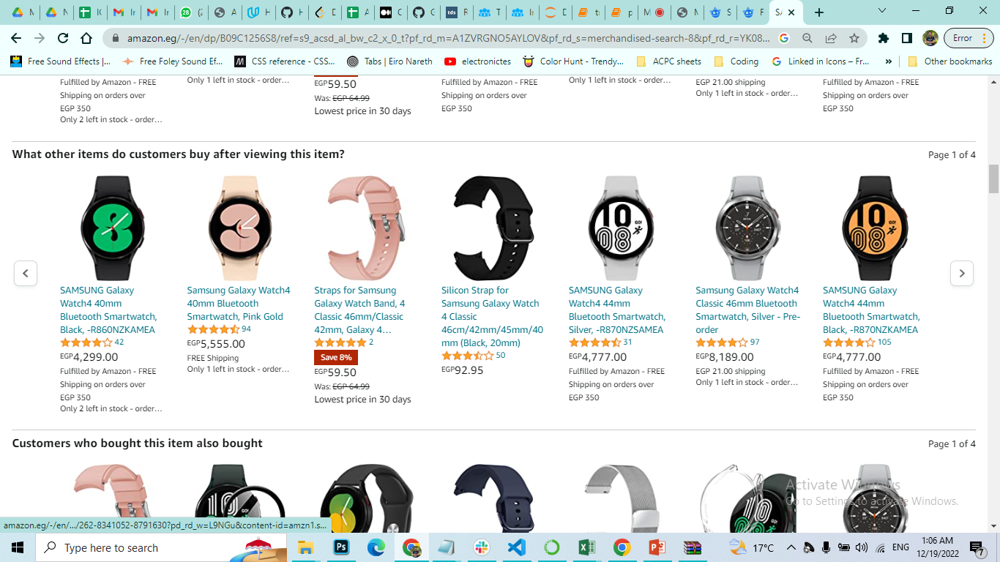 M In
M In
(2
A
H
H
D
A
G
R
T
In
D
tu
p
M
N
S
F
SA
amazon.eg/-/en/dp/B09C1256S8/ref=s9_acsd_al_bw_c2_x_0_t?pf_rd_m=A1ZVRGNO5AYLOV&pf_rd_s=merchandised-search-8&pf_rd_r=YK08...
Error
Free Sound Effects |...
Free Foley Sound Ef...
CSS reference - CSS...
Tabs | Eiro Nareth
electronictes
Color Hunt - Trendy...
ACPC sheets
Coding
Linked in Icons – Fr...
»
Other bookmarks
Fulfilled by Amazon - FREE
Shipping on orders over
EGP 350
Only 2 left in stock - order...
Only 1 left in stock - order...
EGP59.50
Was: EGP 64.99
Lowest price in 30 days
Fulfilled by Amazon - FREE
Shipping on orders over
EGP 350
Only 1 left in stock - order...
EGP 21.00 shipping
Only 1 left in stock - order...
Fulfilled by Amazon - FREE
Shipping on orders over
EGP 350
What other items do customers buy after viewing this item?
Page 1 of 4
SAMSUNG Galaxy
Watch4 40mm
Bluetooth Smartwatch,
Black, -R860NZKAMEA
42
EGP4,299.00
Fulfilled by Amazon - FREE
Shipping on orders over
EGP 350
Only 2 left in stock - order...
Samsung Galaxy Watch4
40mm Bluetooth
Smartwatch, Pink Gold
94
EGP5,555.00
FREE Shipping
Only 1 left in stock - order...
Straps for Samsung
Galaxy Watch Band, 4
Classic 46mm/Classic
42mm, Galaxy 4...
2
Save 8%
EGP59.50
Was: EGP 64.99
Lowest price in 30 days
Silicon Strap for
Samsung Galaxy Watch
4 Classic
46cm/42mm/45mm/40
mm (Black, 20mm)
50
EGP92.95
10
08
GO!
SAMSUNG Galaxy
Watch4 44mm
Bluetooth Smartwatch,
Silver, -R870NZSAMEA
31
EGP4,777.00
Fulfilled by Amazon - FREE
Shipping on orders over
EGP 350
Samsung Galaxy Watch4
Classic 46mm Bluetooth
Smartwatch, Silver - Pre-
order
97
EGP8,189.00
EGP 21.00 shipping
Only 1 left in stock - order...
10
08
GO!
SAMSUNG Galaxy
Watch4 44mm
Bluetooth Smartwatch,
Black, -R870NZKAMEA
105
EGP4,777.00
Fulfilled by Amazon - FREE
Shipping on orders over
EGP 350
Customers who bought this item also bought
Page 1 of 4
Activate Windows
Go to Settings to activate Windows.
amazon.eg/-/en/.../262-8341052-8791630?pd_rd_w=L9NGu&content-id=amzn1.s...
Type here to search
Ps
17°C
ENG
1:06 AM
12/19/2022
7